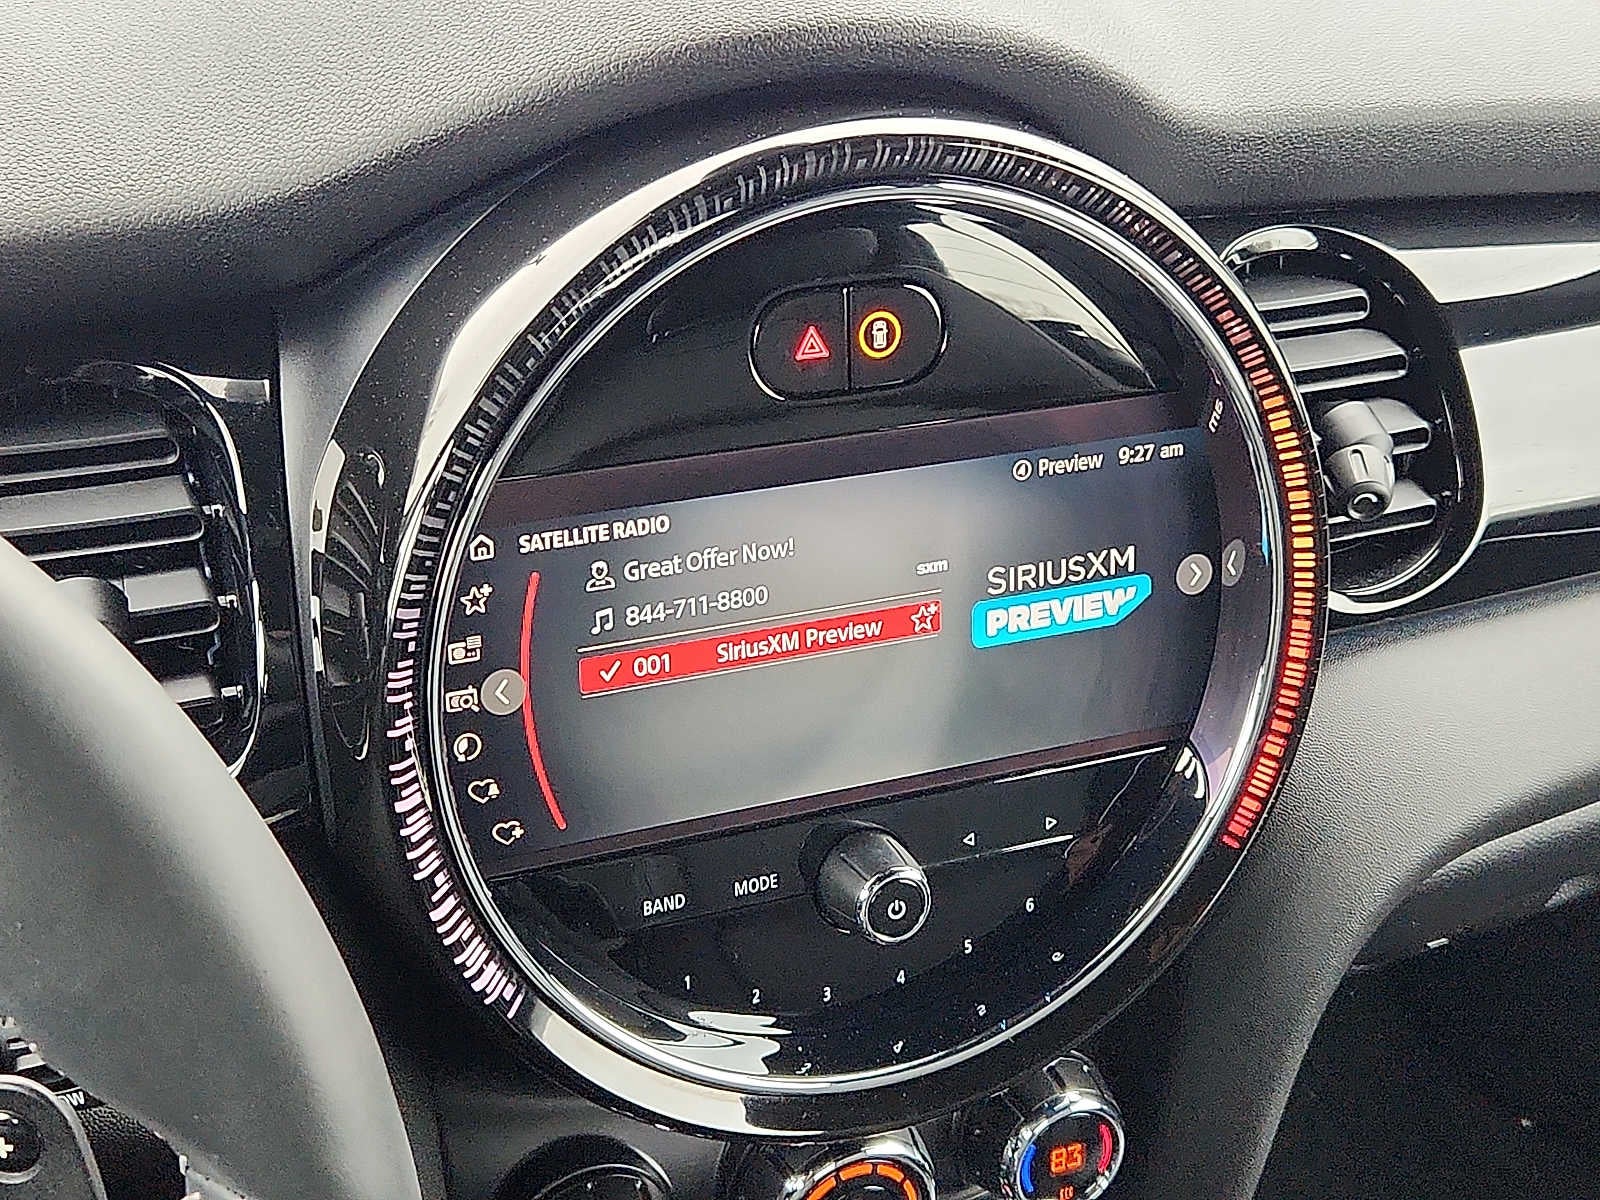 ④ Preview 9:27 am
SATELLITE RADIO
Great Offer Now!
sxm
844-711-8800
001 SiriusXM Preview
SIRIUSXM
PREVIEW
BAND MODE
1 2 3 4 5 6
83